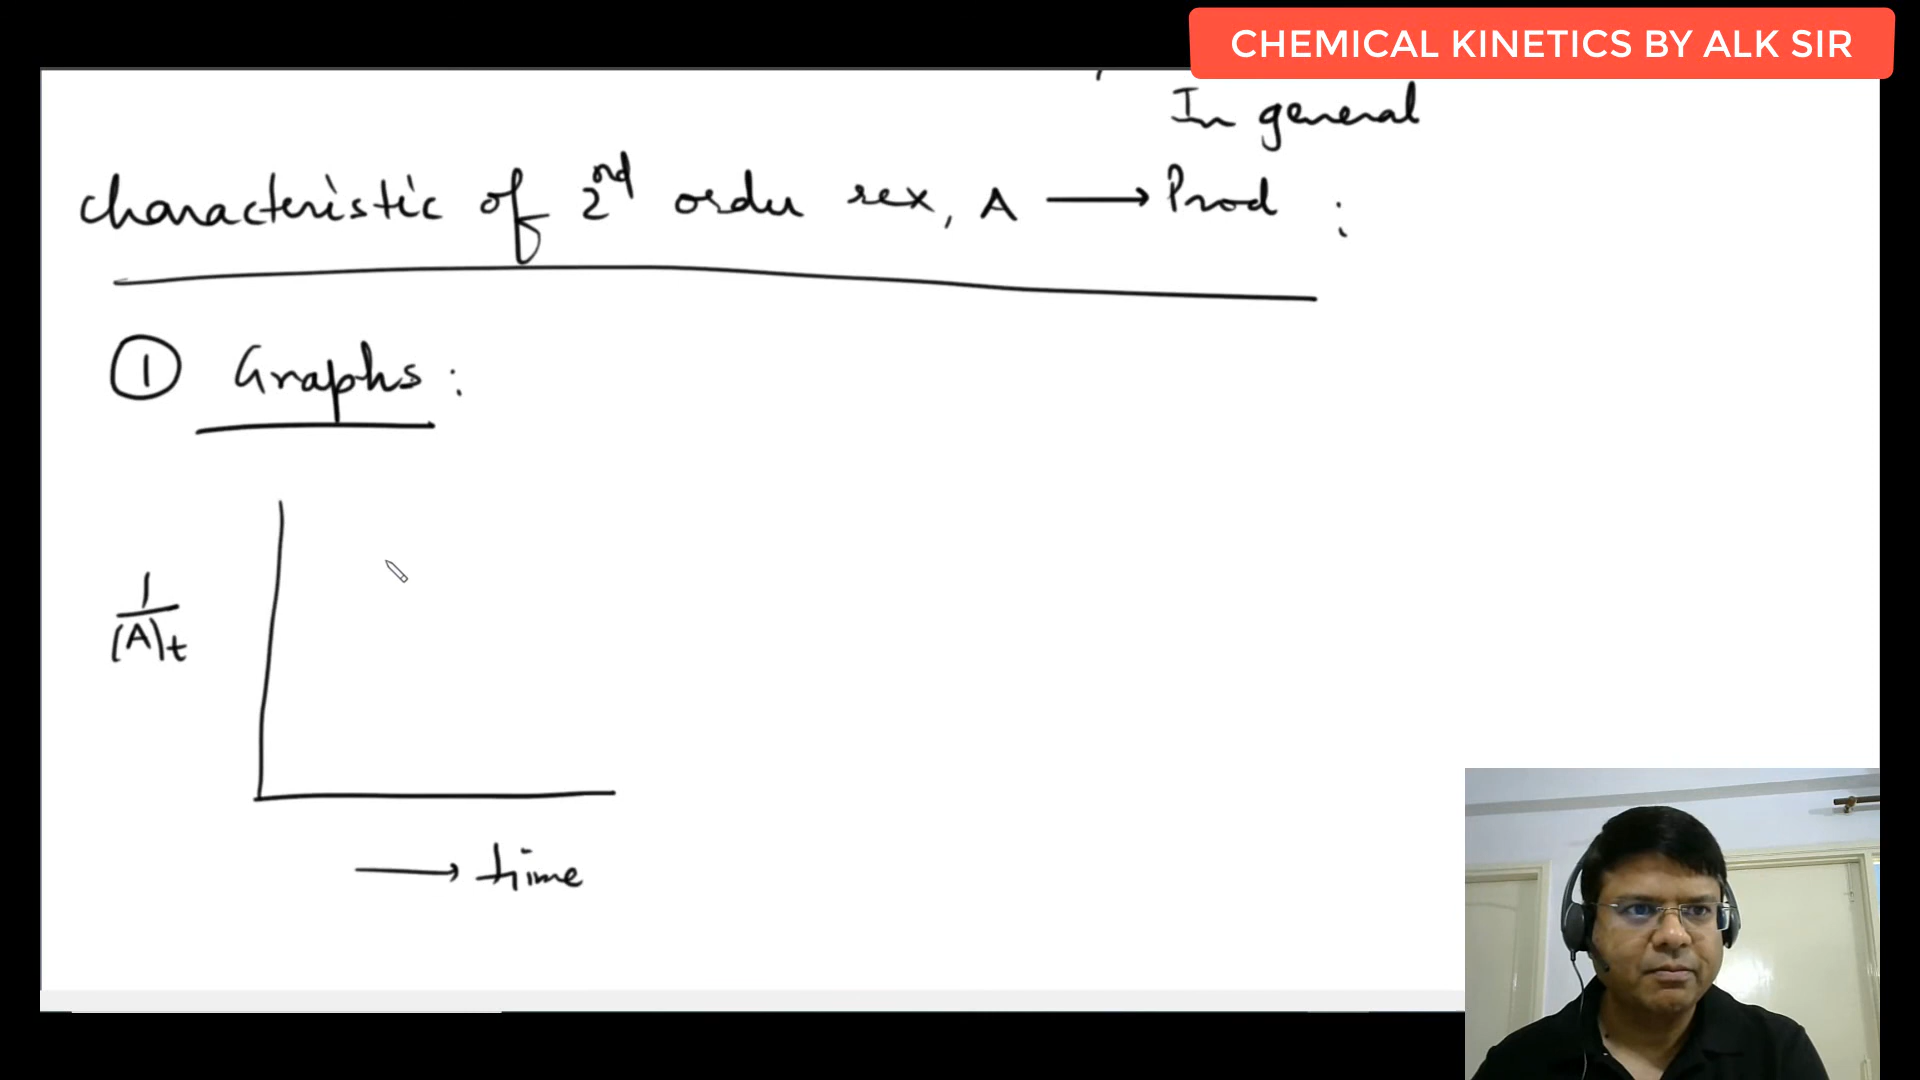 CHEMICAL KINETICS BY ALK SIR
In general
characteristic of 2nd order rex, A ⟶ Prod :
① Graphs :
1
(A)t
⟶ time